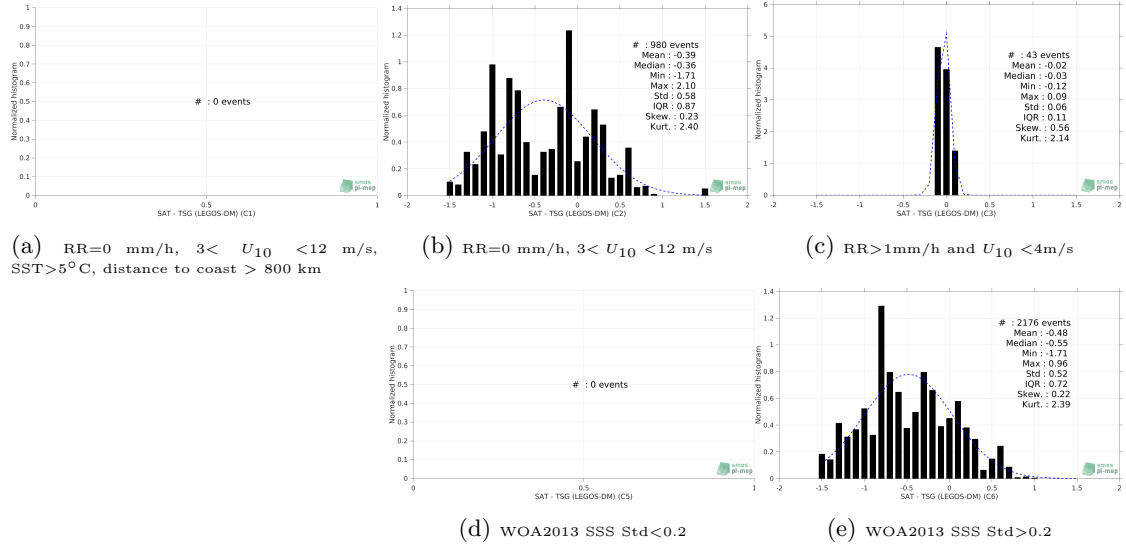 1
0.9
0.8
0.7
0.6
0.5
0.4
0.3
0.2
0.1
0
Normalized histogram
# : 0 events
0
0.5
1
SAT - TSG (LEGOS-DM) (C1)
smos
pi-mep
1.4
1.2
1
0.8
0.6
0.4
0.2
0
Normalized histogram
# : 980 events
Mean : -0.39
Median : -0.36
Min : -1.71
Max : 2.10
Std : 0.58
IQR : 0.87
Skew. : 0.23
Kurt. : 2.40
-2
-1.5
-1
-0.5
0
0.5
1
1.5
2
SAT - TSG (LEGOS-DM) (C2)
smos
pi-mep
6
5
4
3
2
1
0
Normalized histogram
# : 43 events
Mean : -0.02
Median : -0.03
Min : -0.12
Max : 0.09
Std : 0.06
IQR : 0.11
Skew. : 0.56
Kurt. : 2.14
-2
-1.5
-1
-0.5
0
0.5
1
1.5
2
SAT - TSG (LEGOS-DM) (C3)
smos
pi-mep
(a) RR=0 mm/h, 3< U10 <12 m/s,
SST>5°C, distance to coast > 800 km
(b) RR=0 mm/h, 3< U10 <12 m/s
(c) RR>1mm/h and U10 <4m/s
1
0.9
0.8
0.7
0.6
0.5
0.4
0.3
0.2
0.1
0
Normalized histogram
# : 0 events
0
0.5
1
SAT - TSG (LEGOS-DM) (C5)
smos
pi-mep
1.4
1.2
1
0.8
0.6
0.4
0.2
0
Normalized histogram
# : 2176 events
Mean : -0.48
Median : -0.55
Min : -1.71
Max : 0.96
Std : 0.52
IQR : 0.72
Skew. : 0.22
Kurt. : 2.39
-2
-1.5
-1
-0.5
0
0.5
1
1.5
2
SAT - TSG (LEGOS-DM) (C6)
smos
pi-mep
(d) WOA2013 SSS Std<0.2
(e) WOA2013 SSS Std>0.2